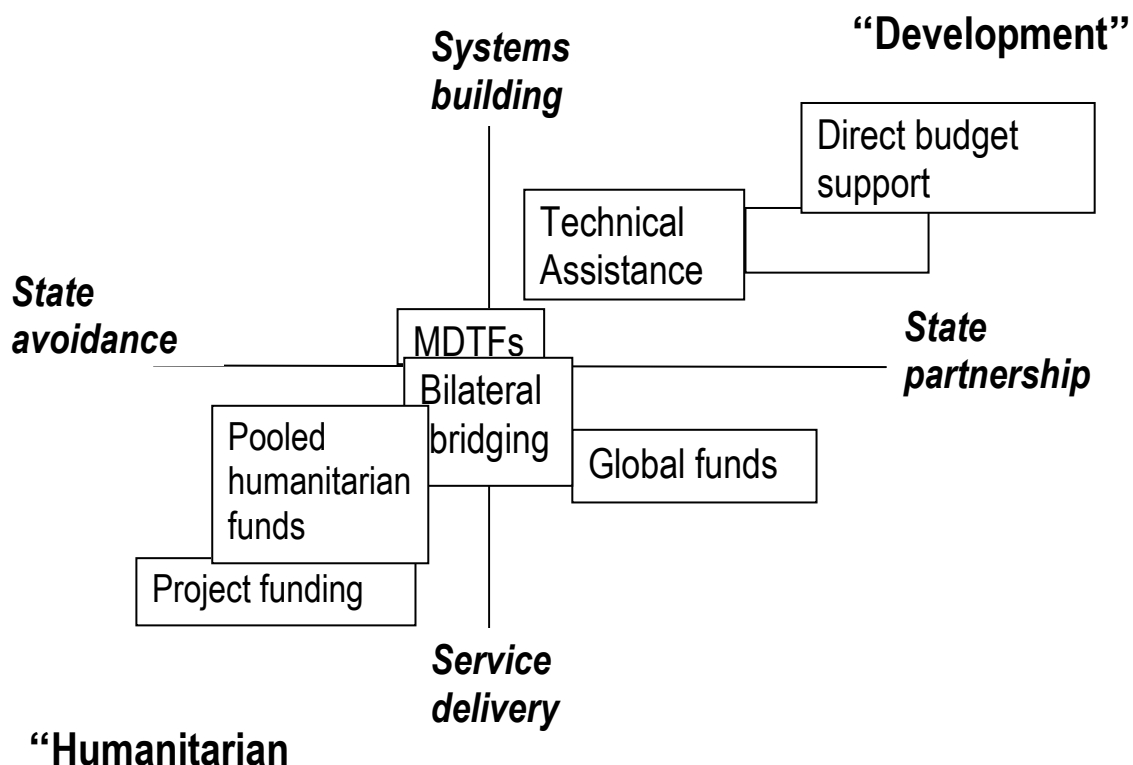 “Development”
Systems
building
Direct budget
support
Technical
Assistance
State
avoidance
MDTFs
State
partnership
Bilateral
bridging
Pooled
humanitarian
funds
Global funds
Project funding
Service
delivery
“Humanitarian